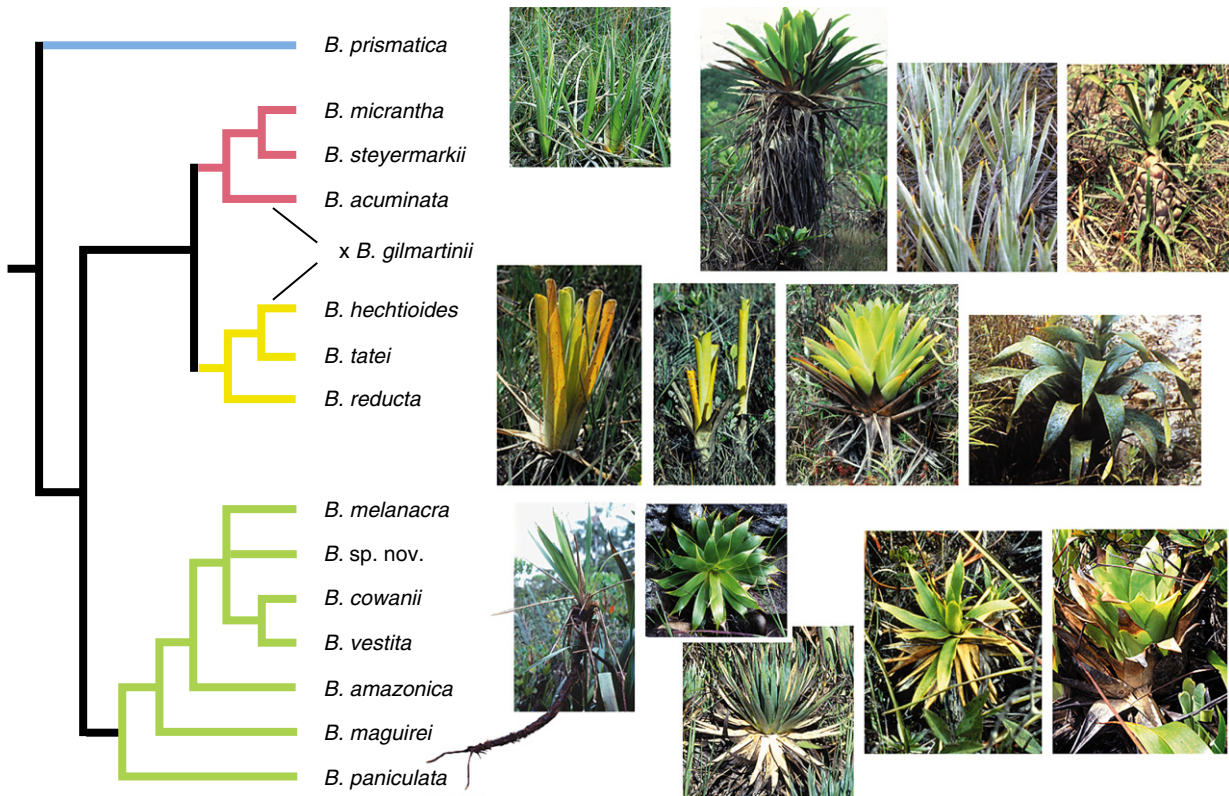 B. prismatica
B. micrantha
B. steyermarkii
B. acuminata
x B. gilmartinii
B. hechtioides
B. tatei
B. reducta
B. melanacra
B. sp. nov.
B. cowanii
B. vestita
B. amazonica
B. maguirei
B. paniculata